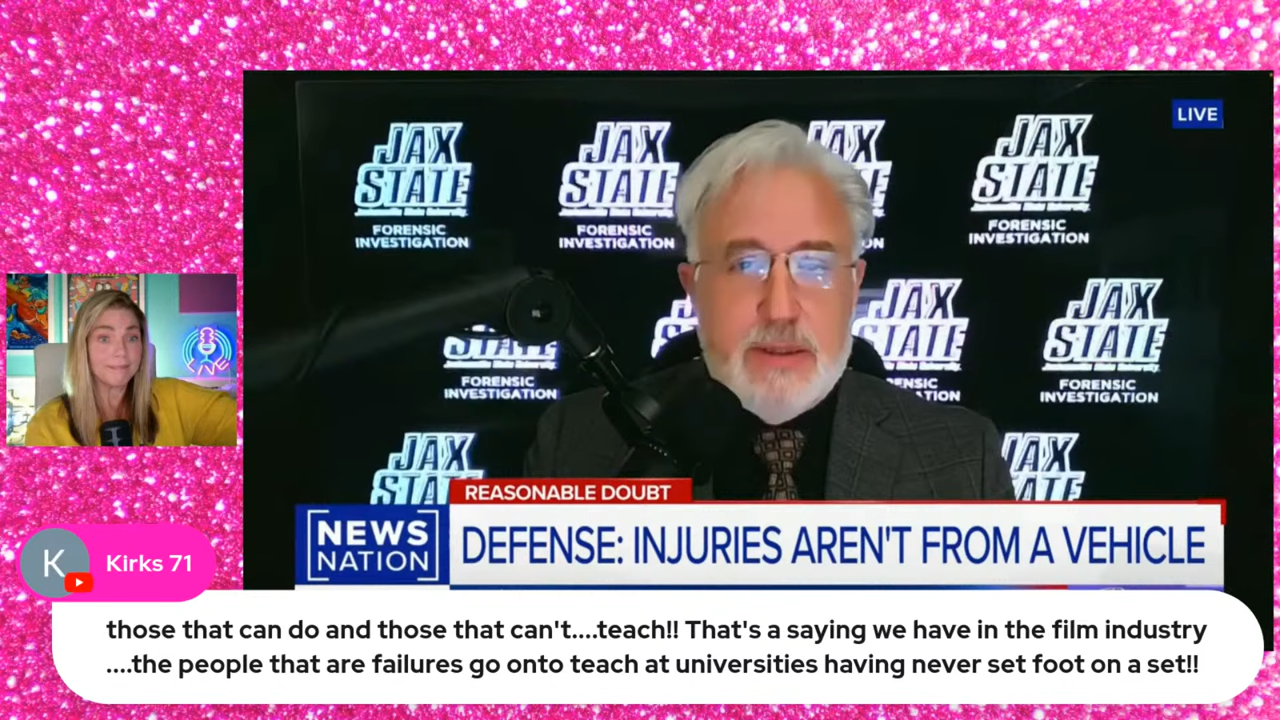 LIVE
JAX
STATE
FORENSIC
INVESTIGATION
JAX
STATE
FORENSIC
INVESTIGATION
JAX
JAX
STATE
FORENSIC
INVESTIGATION
FORENSIC
INVESTIGATION
JAX
STATE
JAX
STATE
FORENSIC
INVESTIGATION
JAX
STATE
JAX
REASONABLE DOUBT
NEWS
NATION
DEFENSE: INJURIES AREN'T FROM A VEHICLE
K
Kirks 71
those that can do and those that can't....teach!! That's a saying we have in the film industry
....the people that are failures go onto teach at universities having never set foot on a set!!